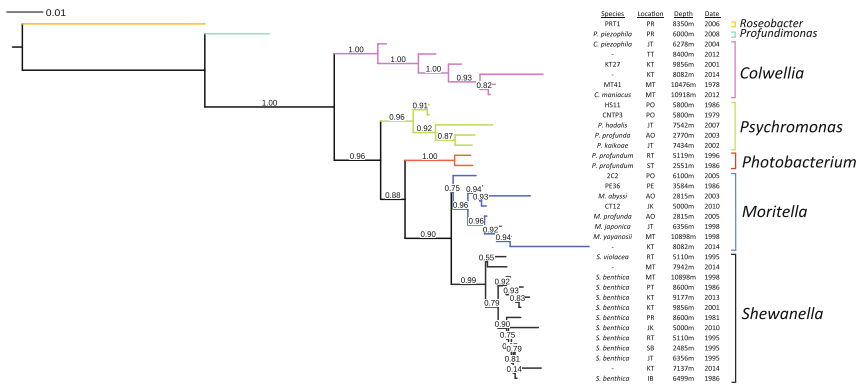 0.01
Species Location Depth Date
PRT1 PR 8350m 2006 Roseobacter
P. piezophila PR 6000m 2008 Profundimonas
C. piezophila JT 6278m 2004
- TT 8400m 2012
KT27 KT 9856m 2001
- KT 8082m 2014 Colwellia
MT41 MT 10476m 1978
C. maniacus MT 10918m 2012
HS11 PO 5800m 1986
CNTP3 PO 5800m 1979
P. hadalis JT 7542m 2007 Psychromonas
P. profunda AO 2770m 2003
P. kaikoae JT 7434m 2002
P. profundum RT 5119m 1996 Photobacterium
P. profundum ST 2551m 1986
2C2 PO 6100m 2005
PE36 PE 3584m 1986
M. abyssi AO 2815m 2003
CT12 JK 5000m 2010 Moritella
M. profunda AO 2815m 2005
M. japonica JT 6356m 1998
M. yayanosii MT 10898m 1998
- KT 8082m 2014
S. violacea RT 5110m 1995
- MT 7942m 2014
S. benthica MT 10898m 1998
S. benthica PT 8600m 1986
S. benthica KT 9177m 2013
S. benthica KT 9856m 2001
S. benthica PR 8600m 1981 Shewanella
S. benthica JK 5000m 2010
S. benthica RT 5110m 1995
S. benthica SB 2485m 1995
S. benthica JT 6356m 1995
- KT 7137m 2014
S. benthica IB 6499m 1986
1.00
1.00
1.00
0.93
0.82
0.96
0.91
0.96
0.92
0.87
1.00
0.88
0.90
0.75
0.94
0.93
0.96
0.96
0.92
0.94
0.99
0.55
0.92
0.93
0.83
0.79
0.90
0.75
0.79
0.81
0.14